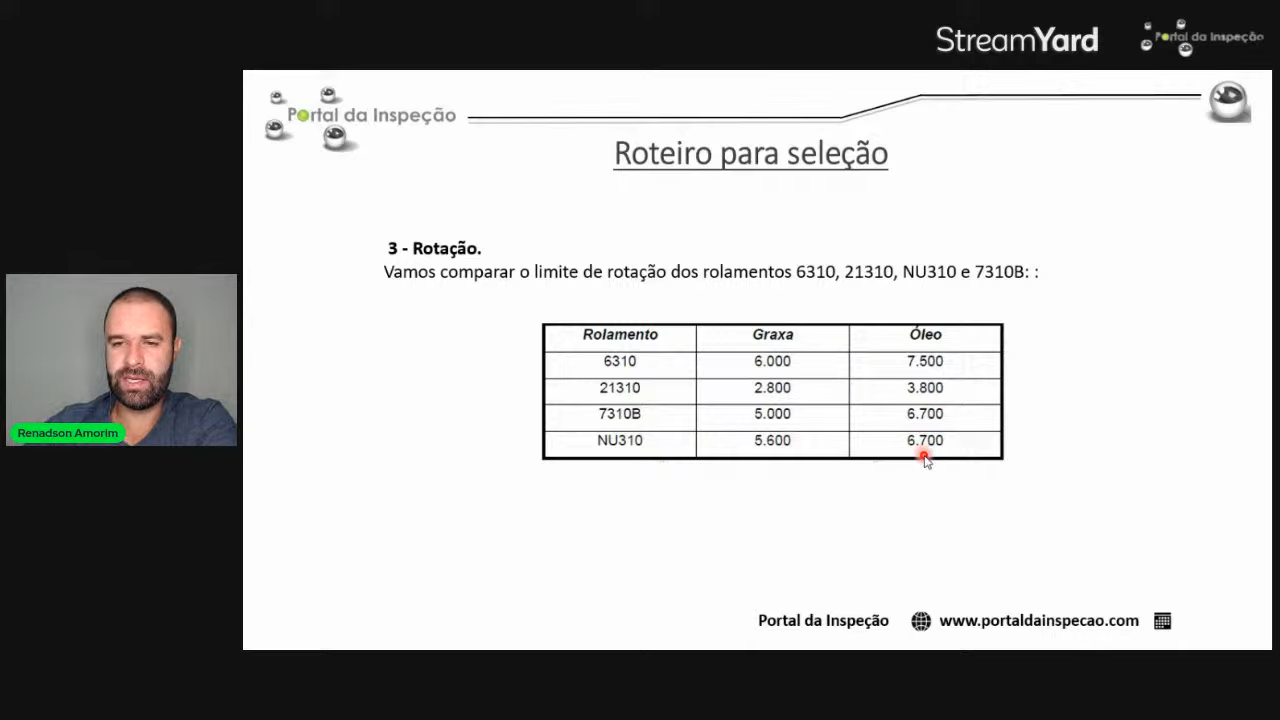 StreamYard
Portal da Inspeção
Portal da Inspeção
Roteiro para seleção
3 - Rotação.
Vamos comparar o limite de rotação dos rolamentos 6310, 21310, NU310 e 7310B: :
Rolamento Graxa Óleo
6310 6.000 7.500
21310 2.800 3.800
7310B 5.000 6.700
NU310 5.600 6.700
Renadson Amorim
Portal da Inspeção www.portaldainspecao.com